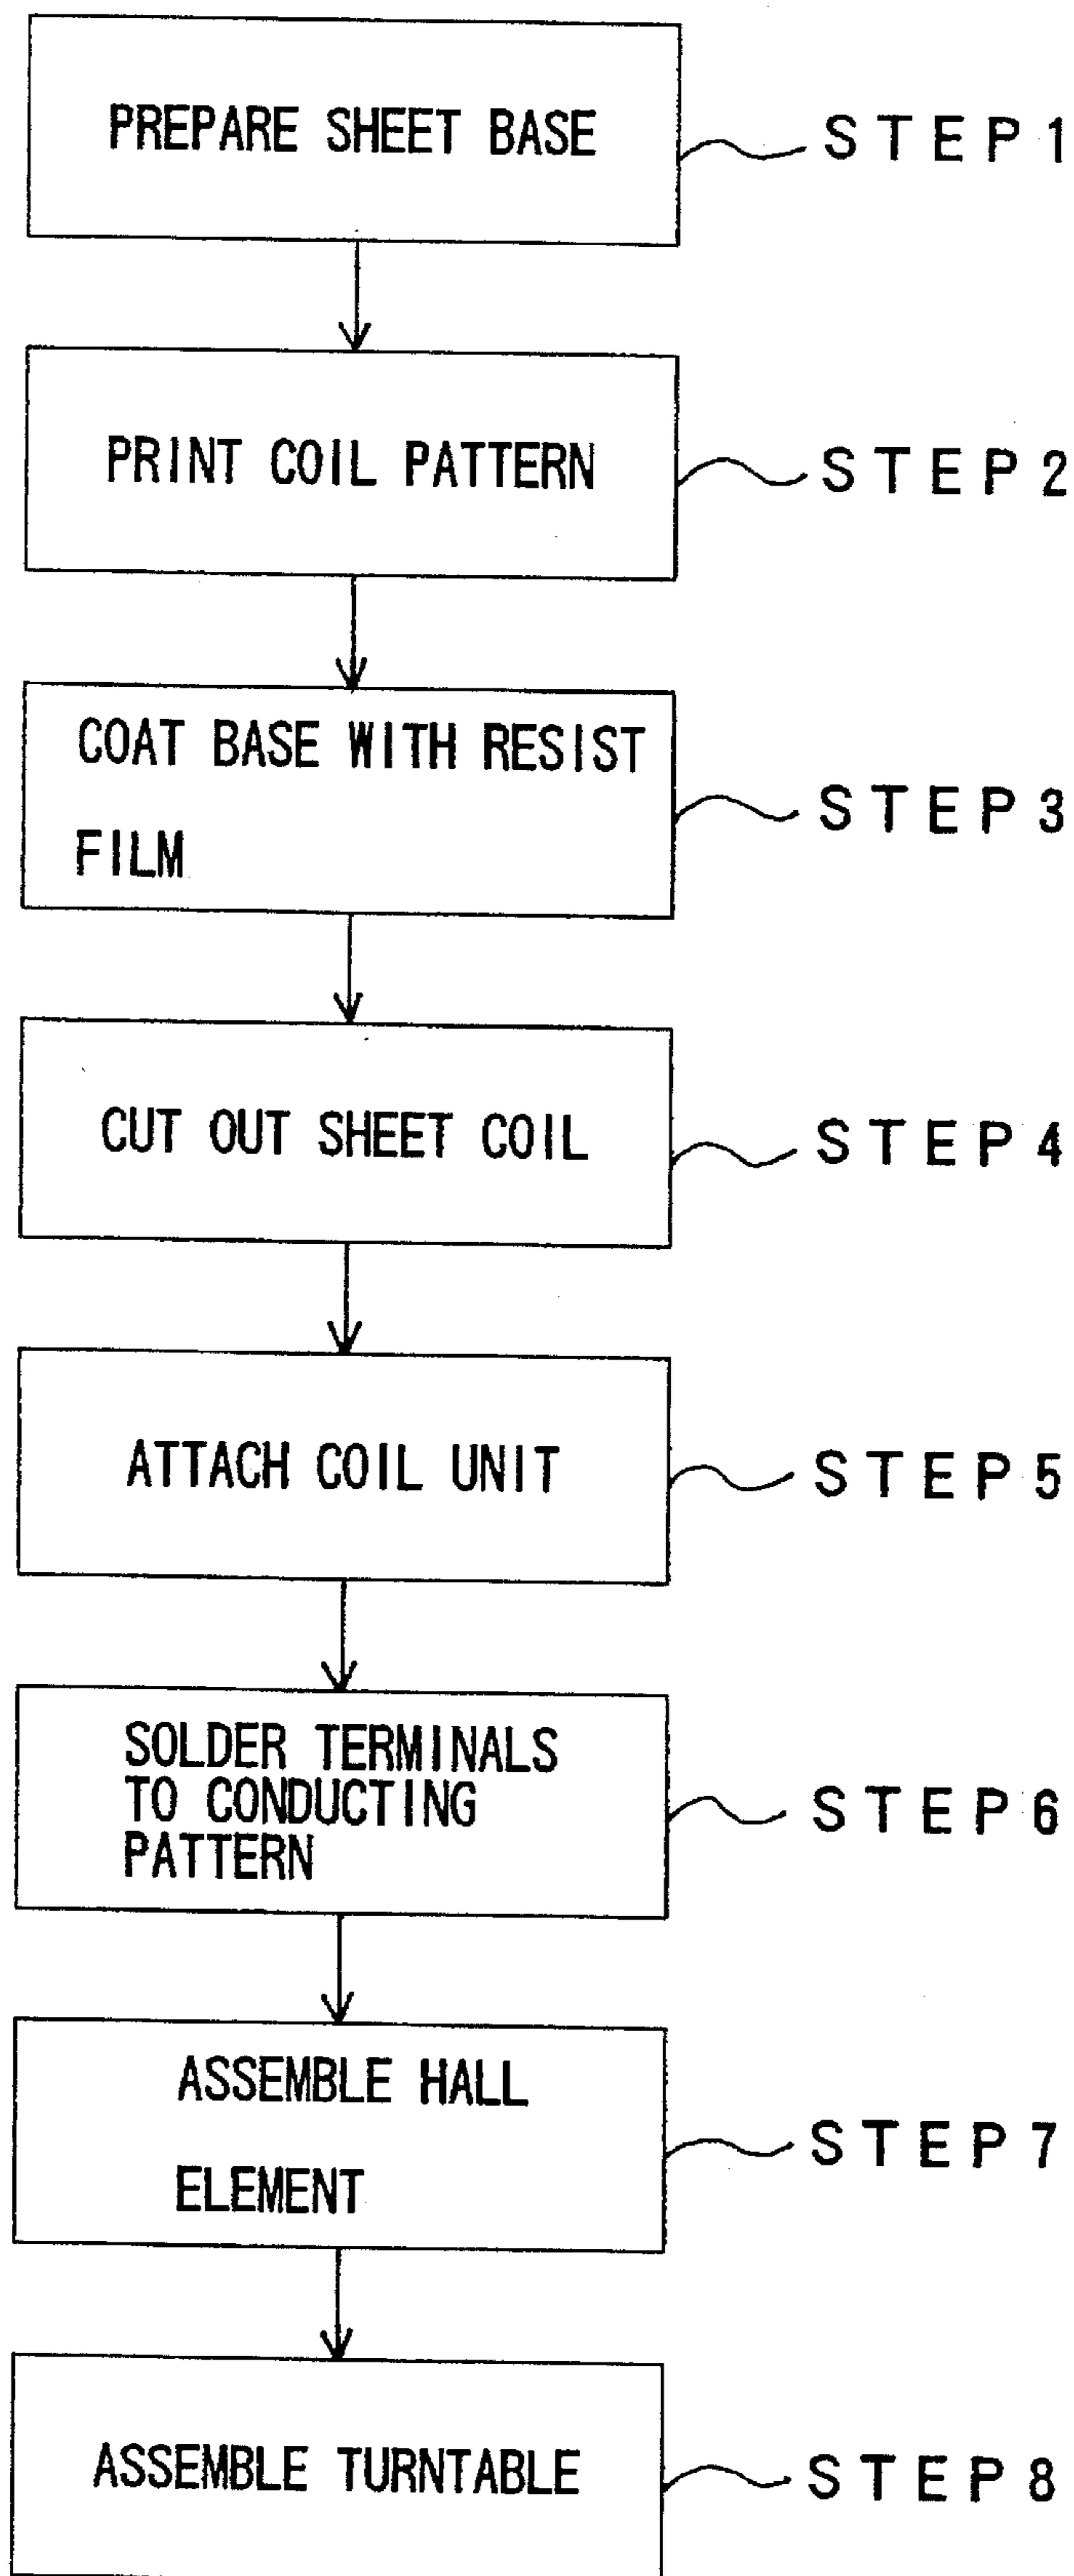 PREPARE SHEET BASE
STEP1
PRINT COIL PATTERN
STEP2
COAT BASE WITH RESIST
FILM
STEP3
CUT OUT SHEET COIL
STEP4
ATTACH COIL UNIT
STEP5
SOLDER TERMINALS
TO CONDUCTING
PATTERN
STEP6
ASSEMBLE HALL
ELEMENT
STEP7
ASSEMBLE TURNTABLE
STEP8